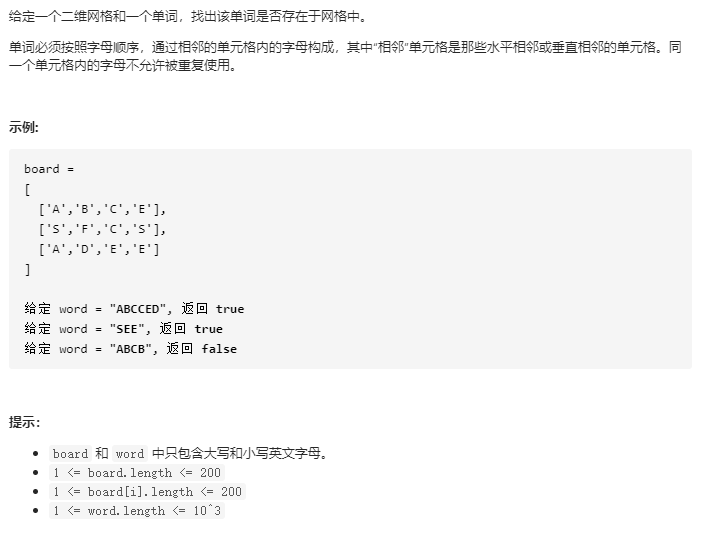 给定一个二维网格和一个单词，找出该单词是否存在于网格中。
单词必须按照字母顺序，通过相邻的单元格内的字母构成，其中“相邻”单元格是那些水平相邻或垂直相邻的单元格。同
一个单元格内的字母不允许被重复使用。
示例:
board =
[
  ['A','B','C','E'],
  ['S','F','C','S'],
  ['A','D','E','E']
]
给定 word = "ABCCED", 返回 true
给定 word = "SEE", 返回 true
给定 word = "ABCB", 返回 false
提示：
• board 和 word 中只包含大写和小写英文字母。
• 1 <= board.length <= 200
• 1 <= board[i].length <= 200
• 1 <= word.length <= 10^3